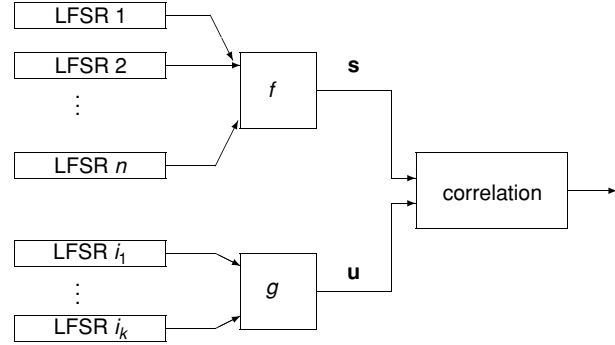 LFSR 1
LFSR 2
⋮
LFSR n
f
s
correlation
LFSR i₁
⋮
LFSR iₖ
g
u